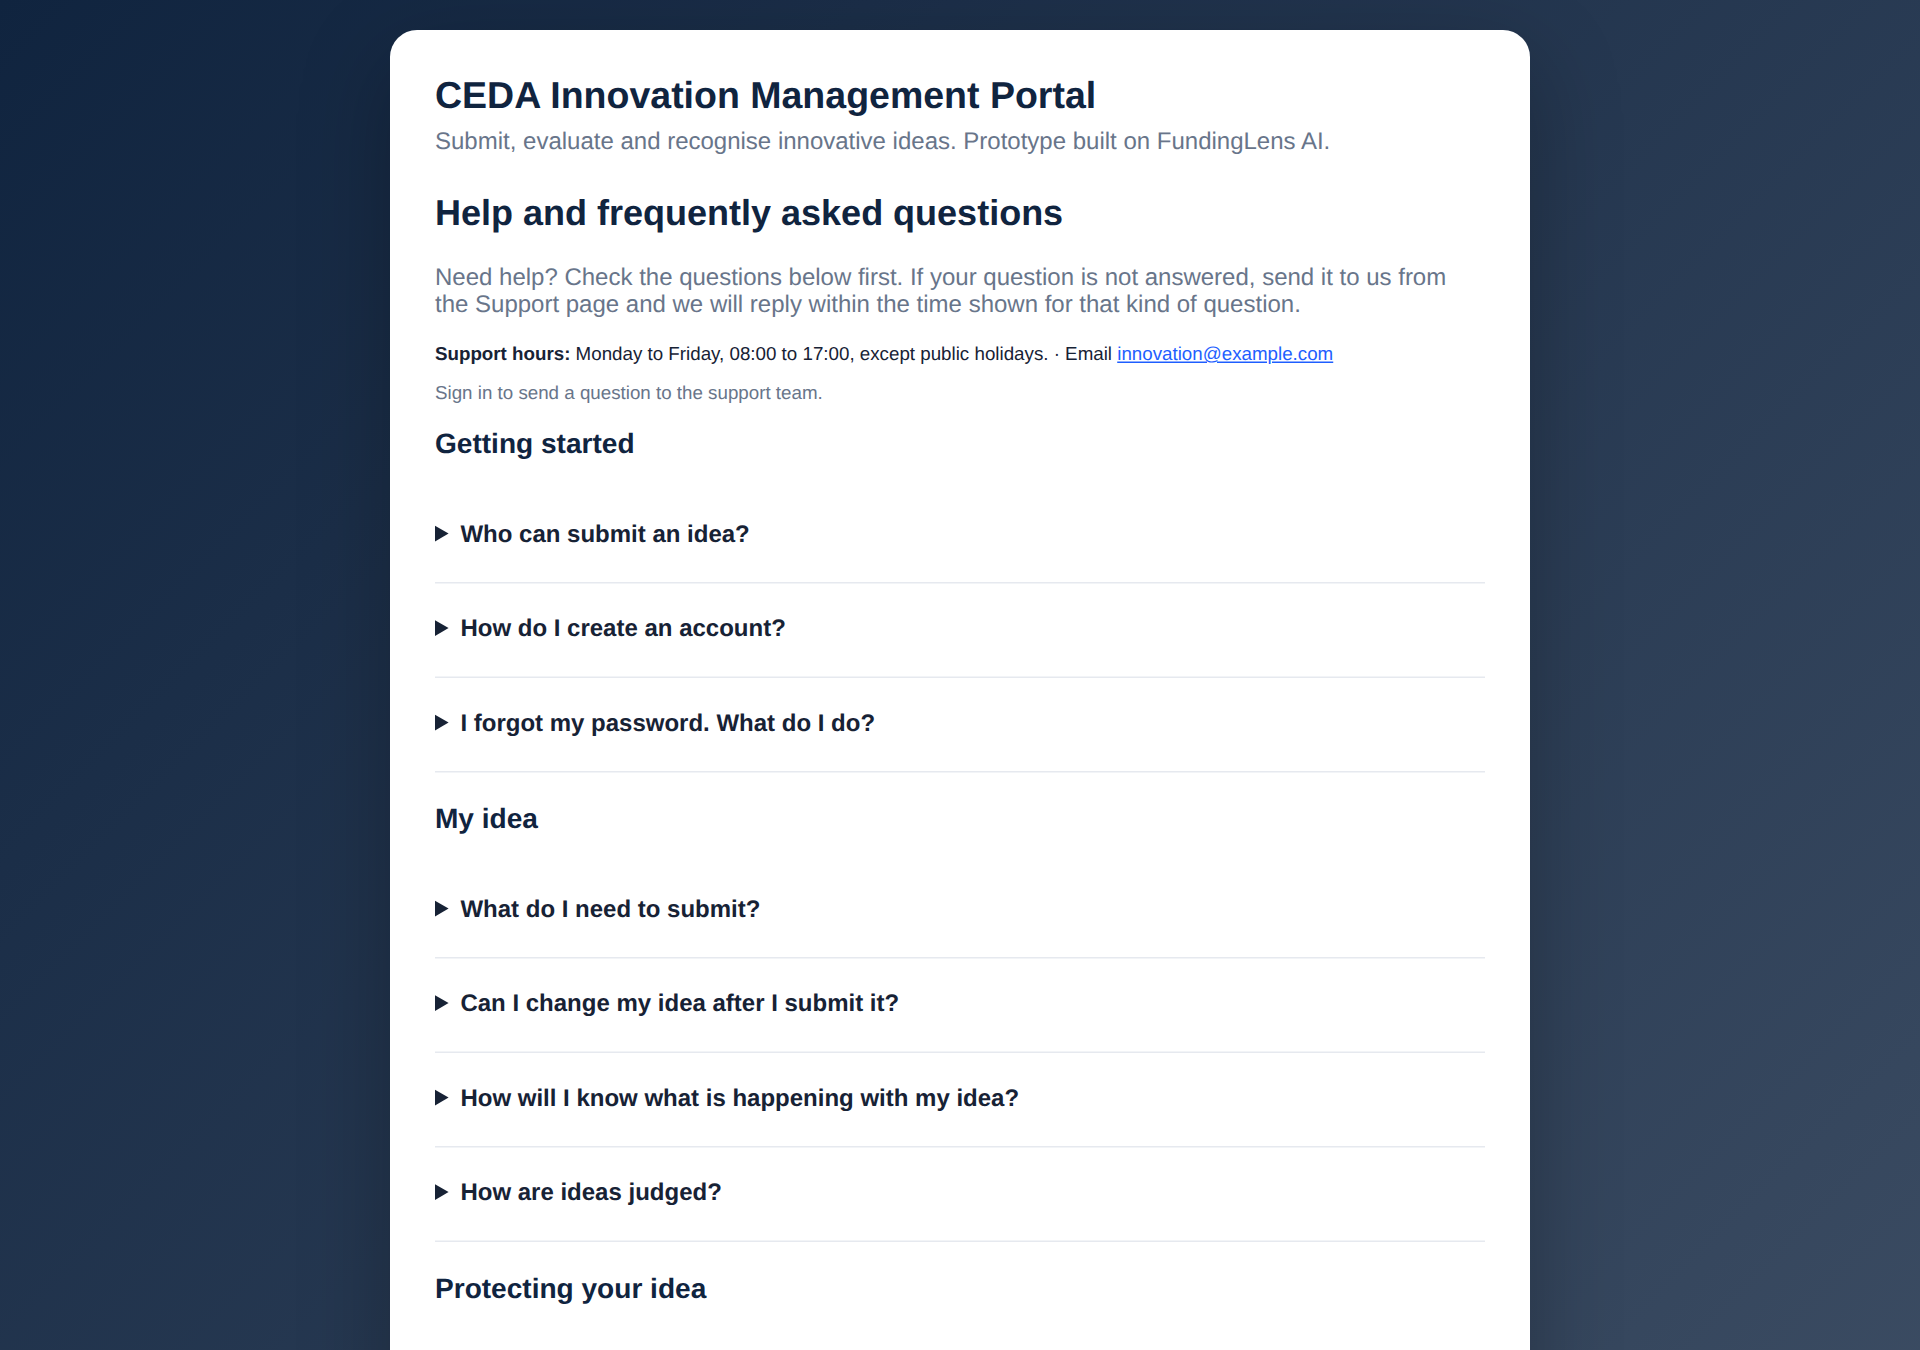 CEDA Innovation Management Portal
Submit, evaluate and recognise innovative ideas. Prototype built on FundingLens AI.
Help and frequently asked questions
Need help? Check the questions below first. If your question is not answered, send it to us from
the Support page and we will reply within the time shown for that kind of question.
Support hours: Monday to Friday, 08:00 to 17:00, except public holidays. · Email innovation@example.com
Sign in to send a question to the support team.
Getting started
Who can submit an idea?
How do I create an account?
I forgot my password. What do I do?
My idea
What do I need to submit?
Can I change my idea after I submit it?
How will I know what is happening with my idea?
How are ideas judged?
Protecting your idea